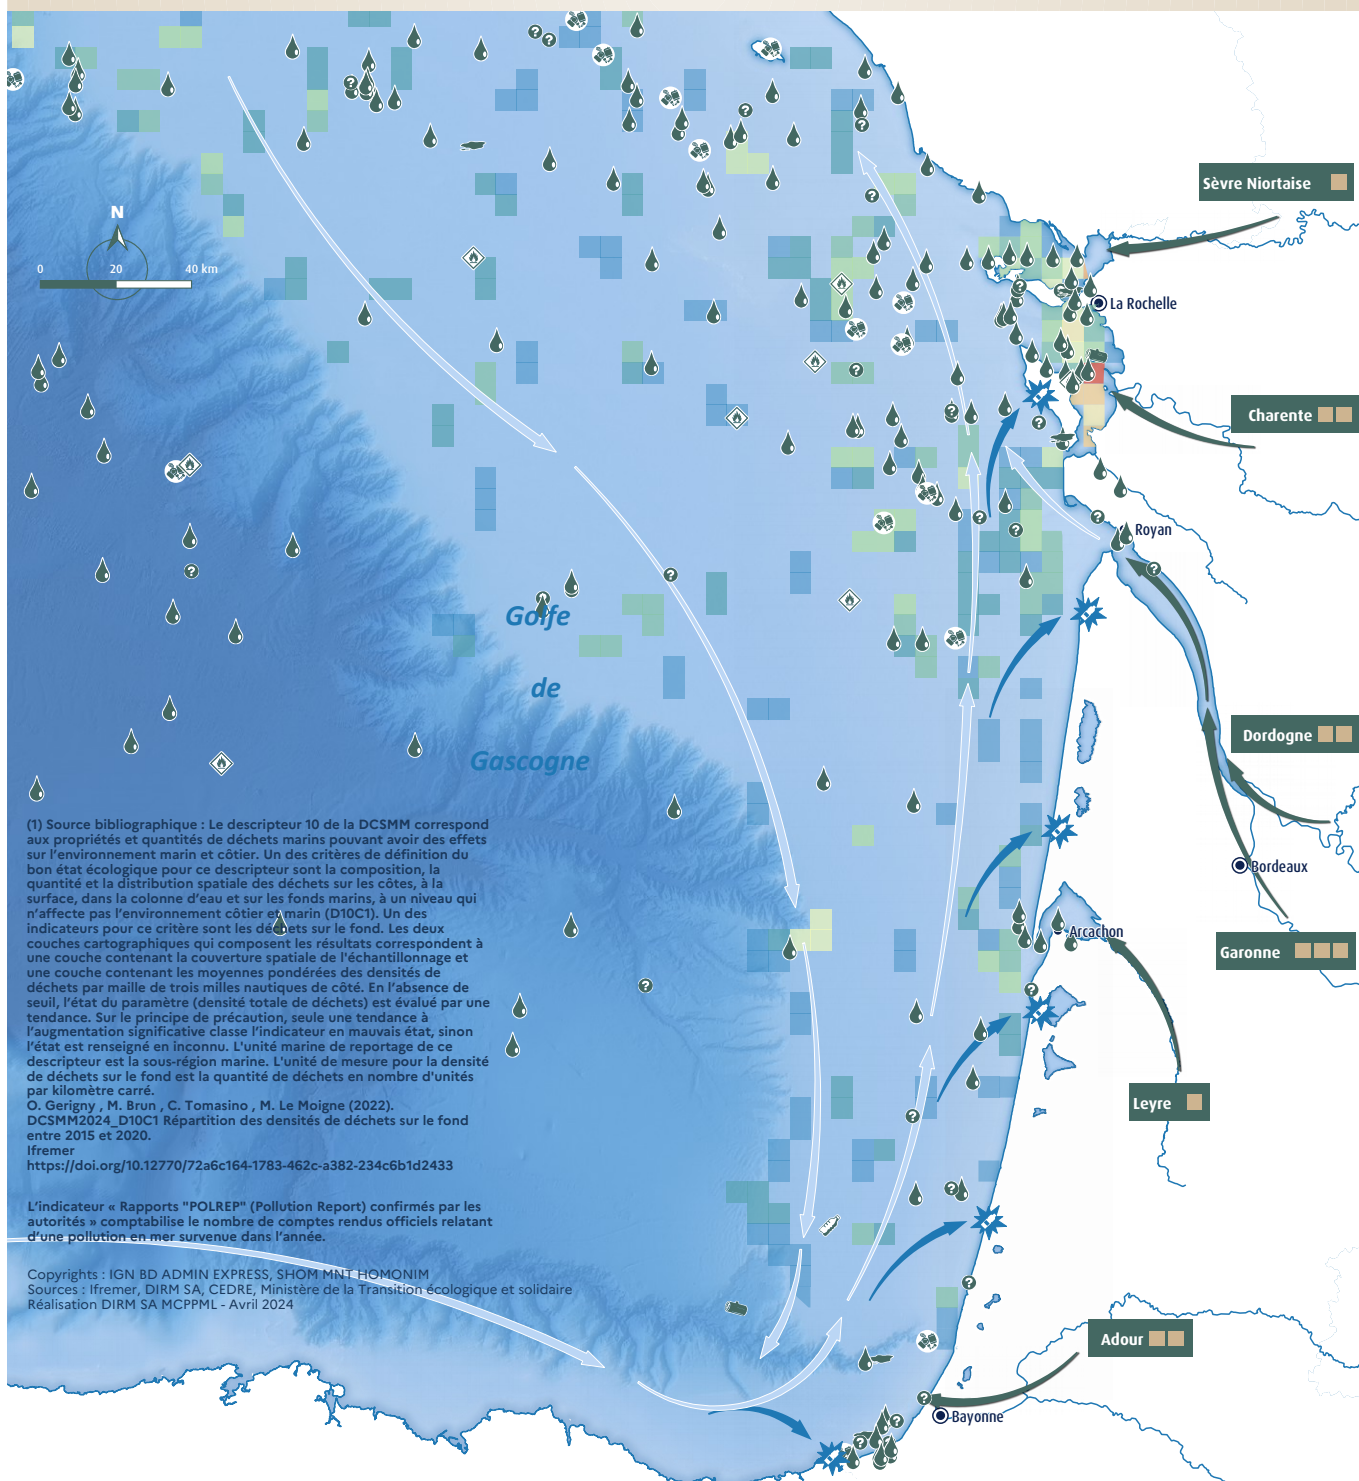 Sèvre Niortaise
N
0 20 40 km
La Rochelle
Charente
Royan
Golfe
de
Gascogne
Dordogne
Bordeaux
Arcachon
Garonne
Leyre
Adour
Bayonne
(1) Source bibliographique : Le descripteur 10 de la DCSMM correspond
aux propriétés et quantités de déchets marins pouvant avoir des effets
sur l'environnement marin et côtier. Un des critères de définition du
bon état écologique pour ce descripteur sont la composition, la
quantité et la distribution spatiale des déchets sur les côtes, à la
surface, dans la colonne d'eau et sur les fonds marins, à un niveau qui
n'affecte pas l'environnement côtier et marin (D10C1). Un des
indicateurs pour ce critère sont les déchets sur le fond. Les deux
couches cartographiques qui composent les résultats correspondent à
une couche contenant la couverture spatiale de l'échantillonnage et
une couche contenant les moyennes pondérées des densités de
déchets par maille de trois milles nautiques de côté. En l'absence de
seuil, l'état du paramètre (densité totale de déchets) est évalué par une
tendance. Sur le principe de précaution, seule une tendance à
l'augmentation significative classe l'indicateur en mauvais état, sinon
l'état est renseigné en inconnu. L'unité marine de reportage de ce
descripteur est la sous-région marine. L'unité de mesure pour la densité
de déchets sur le fond est la quantité de déchets en nombre d'unités
par kilomètre carré.
O. Gerigny , M. Brun , C. Tomasino , M. Le Moigne (2022).
DCSMM2024_D10C1 Répartition des densités de déchets sur le fond
entre 2015 et 2020.
Ifremer
https://doi.org/10.12770/72a6c164-1783-462c-a382-234c6b1d2433
L'indicateur « Rapports "POLREP" (Pollution Report) confirmés par les
autorités » comptabilise le nombre de comptes rendus officiels relatant
d'une pollution en mer survenue dans l'année.
Copyrights : IGN BD ADMIN EXPRESS, SHOM MNT HOMONIM
Sources : Ifremer, DIRM SA, CEDRE, Ministère de la Transition écologique et solidaire
Réalisation DIRM SA MCPPML - Avril 2024